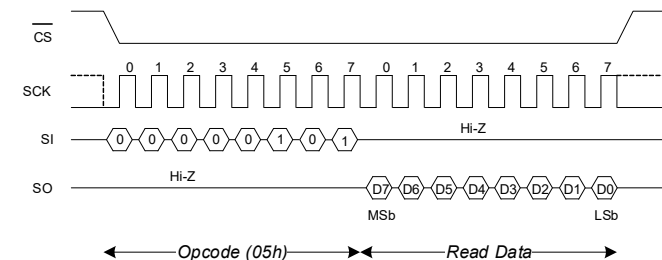 CS
0 1 2 3 4 5 6 7 0 1 2 3 4 5 6 7
SCK
Hi-Z
SI 0 0 0 0 0 1 0 1
Hi-Z
SO D7 D6 D5 D4 D3 D2 D1 D0
MSb LSb
Opcode (05h) Read Data